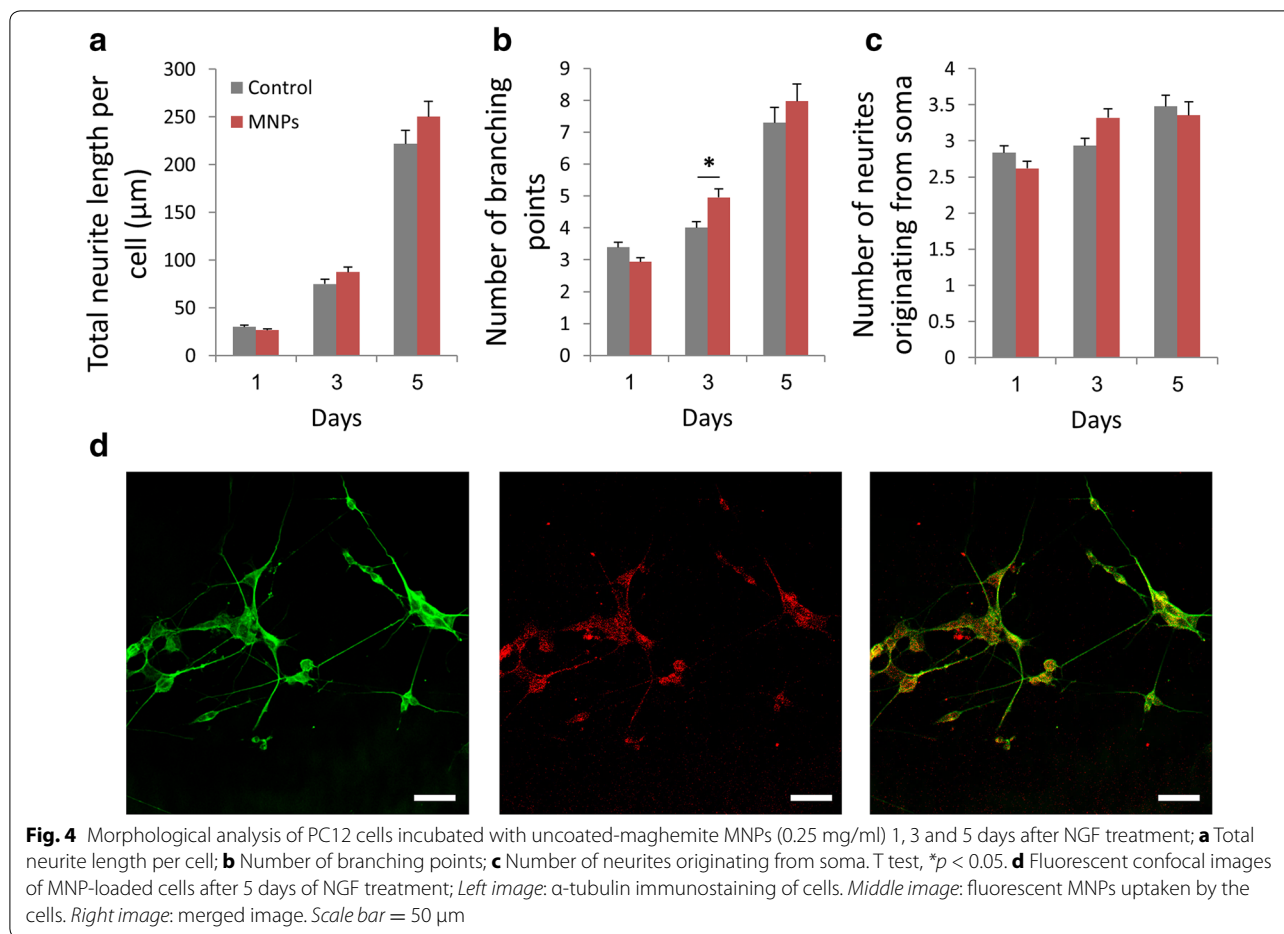 a
Total neurite length per
cell (µm)
300
250
200
150
100
50
0
Control
MNPs
1 3 5
Days
b
Number of branching
points
9
8
7
6
5
4
3
2
1
0
*
1 3 5
Days
c
Number of neurites
originating from soma
4
3.5
3
2.5
2
1.5
1
0.5
0
1 3 5
Days
d
Fig. 4 Morphological analysis of PC12 cells incubated with uncoated-maghemite MNPs (0.25 mg/ml) 1, 3 and 5 days after NGF treatment; a Total
neurite length per cell; b Number of branching points; c Number of neurites originating from soma. T test, *p < 0.05. d Fluorescent confocal images
of MNP-loaded cells after 5 days of NGF treatment; Left image: α-tubulin immunostaining of cells. Middle image: fluorescent MNPs uptaken by the
cells. Right image: merged image. Scale bar = 50 µm